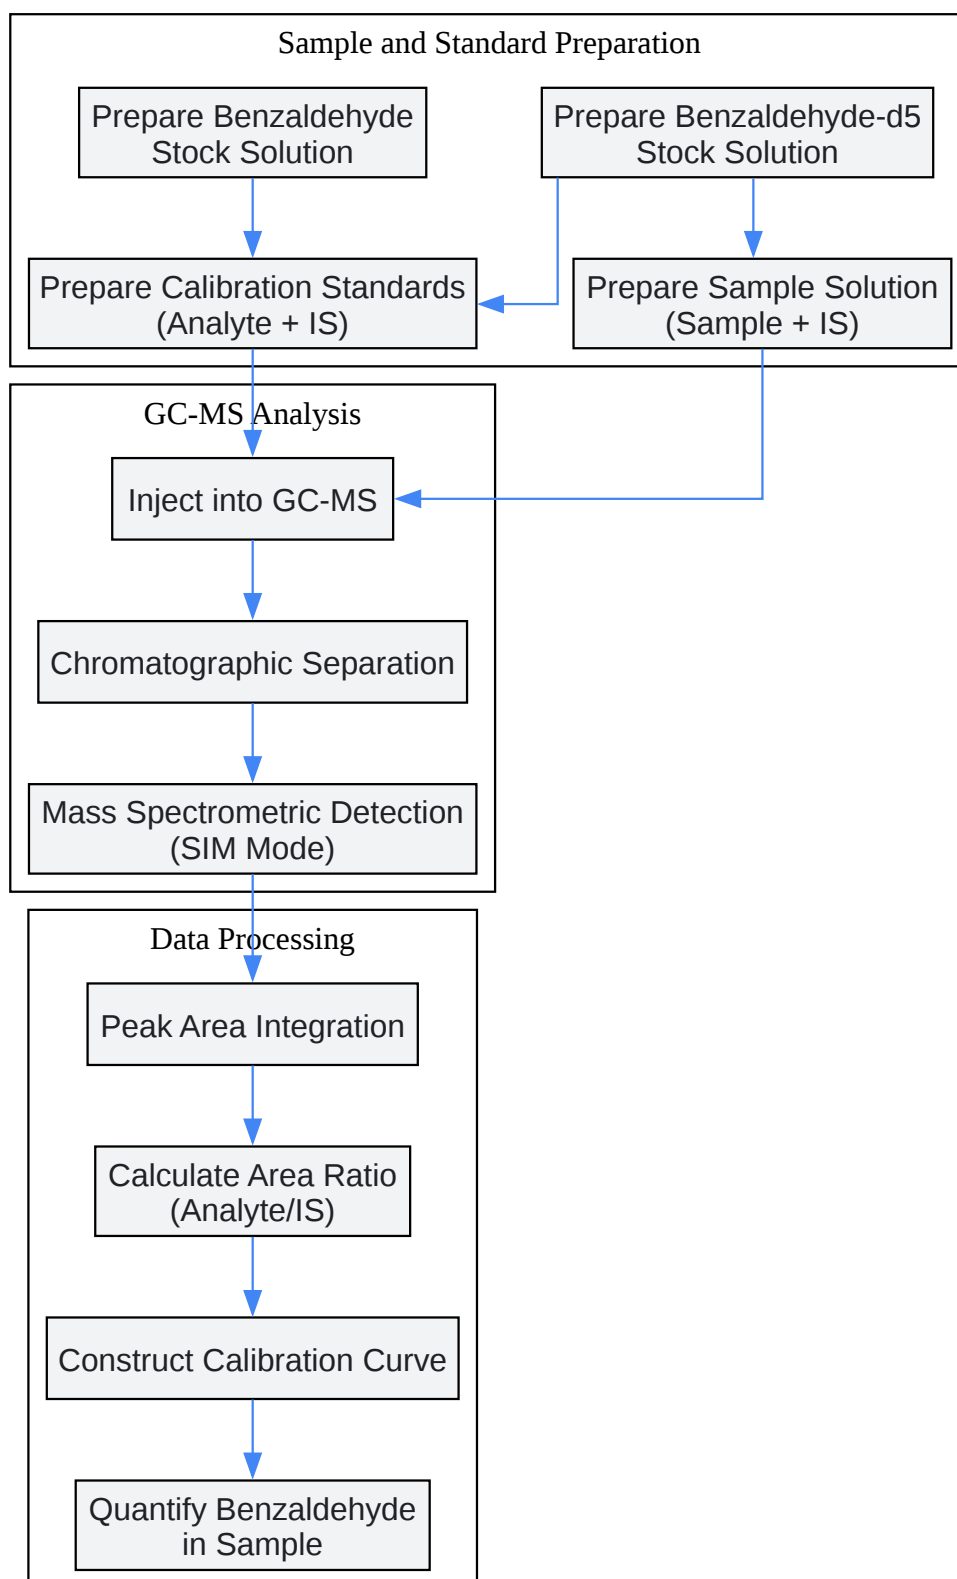 Sample and Standard Preparation
Prepare Benzaldehyde
Stock Solution
Prepare Benzaldehyde-d5
Stock Solution
Prepare Calibration Standards
(Analyte + IS)
Prepare Sample Solution
(Sample + IS)
GC-MS Analysis
Inject into GC-MS
Chromatographic Separation
Mass Spectrometric Detection
(SIM Mode)
Data Processing
Peak Area Integration
Calculate Area Ratio
(Analyte/IS)
Construct Calibration Curve
Quantify Benzaldehyde
in Sample